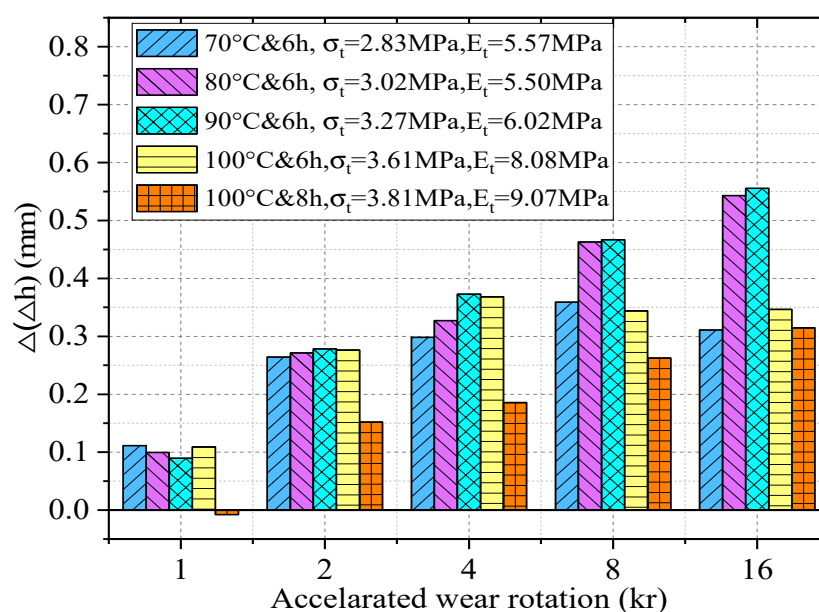 0.8
0.7
0.6
0.5
0.4
0.3
0.2
0.1
0.0
Δ(Δh) (mm)
70°C&6h, σt=2.83MPa,Et=5.57MPa
80°C&6h, σt=3.02MPa,Et=5.50MPa
90°C&6h, σt=3.27MPa,Et=6.02MPa
100°C&6h,σt=3.61MPa,Et=8.08MPa
100°C&8h,σt=3.81MPa,Et=9.07MPa
1 2 4 8 16
Accelarated wear rotation (kr)